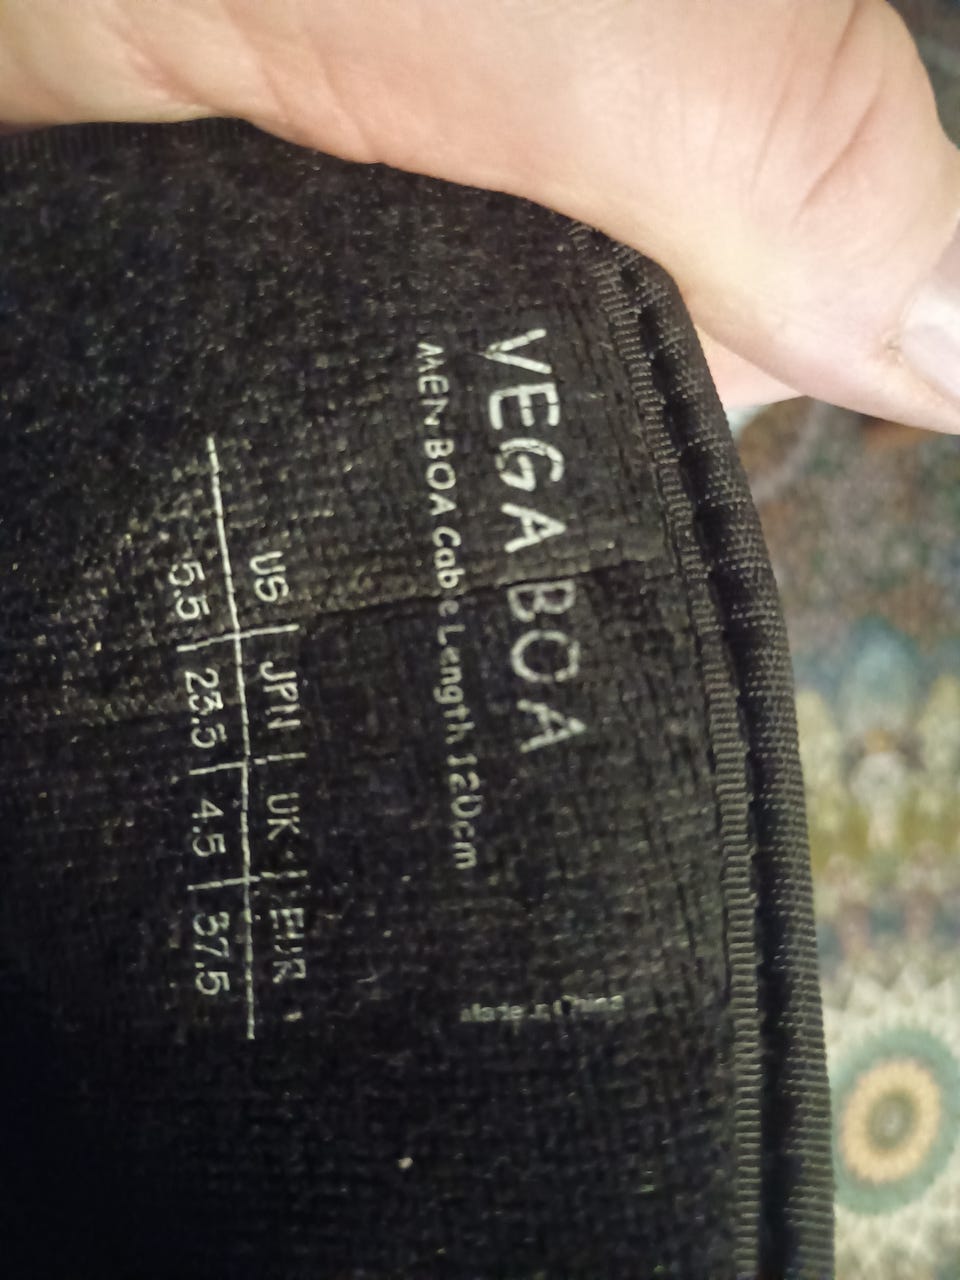 VEGA BOA
MEN BOA Cable Length 120cm
US | JPN | UK | EUR
5.5 | 23.5 | 4.5 | 37.5
Made in China